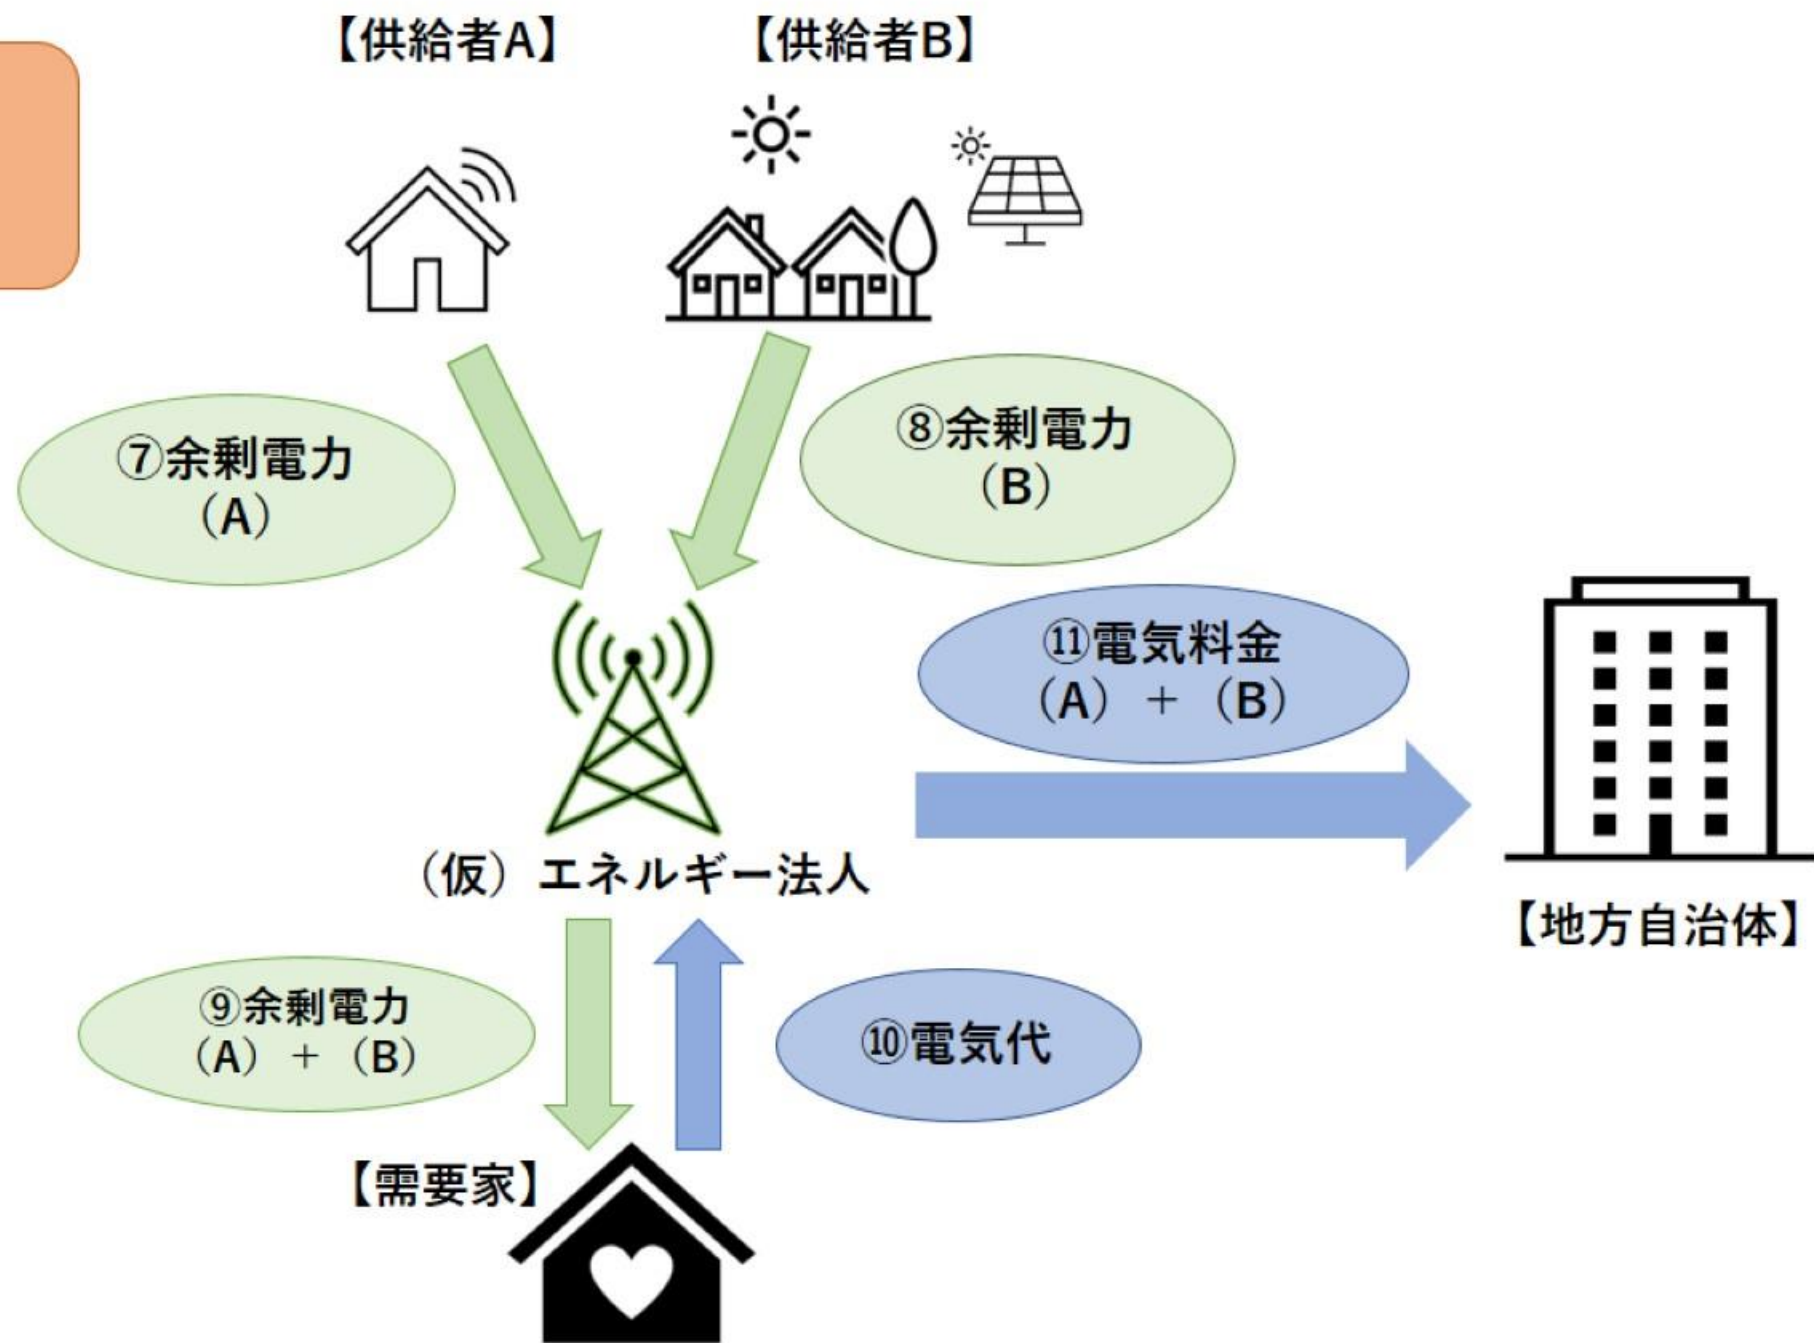 【供給者A】
【供給者B】
⑦余剰電力
（A）
⑧余剰電力
（B）
⑪電気料金
（A）＋（B）
（仮）エネルギー法人
【地方自治体】
⑨余剰電力
（A）＋（B）
⑩電気代
【需要家】